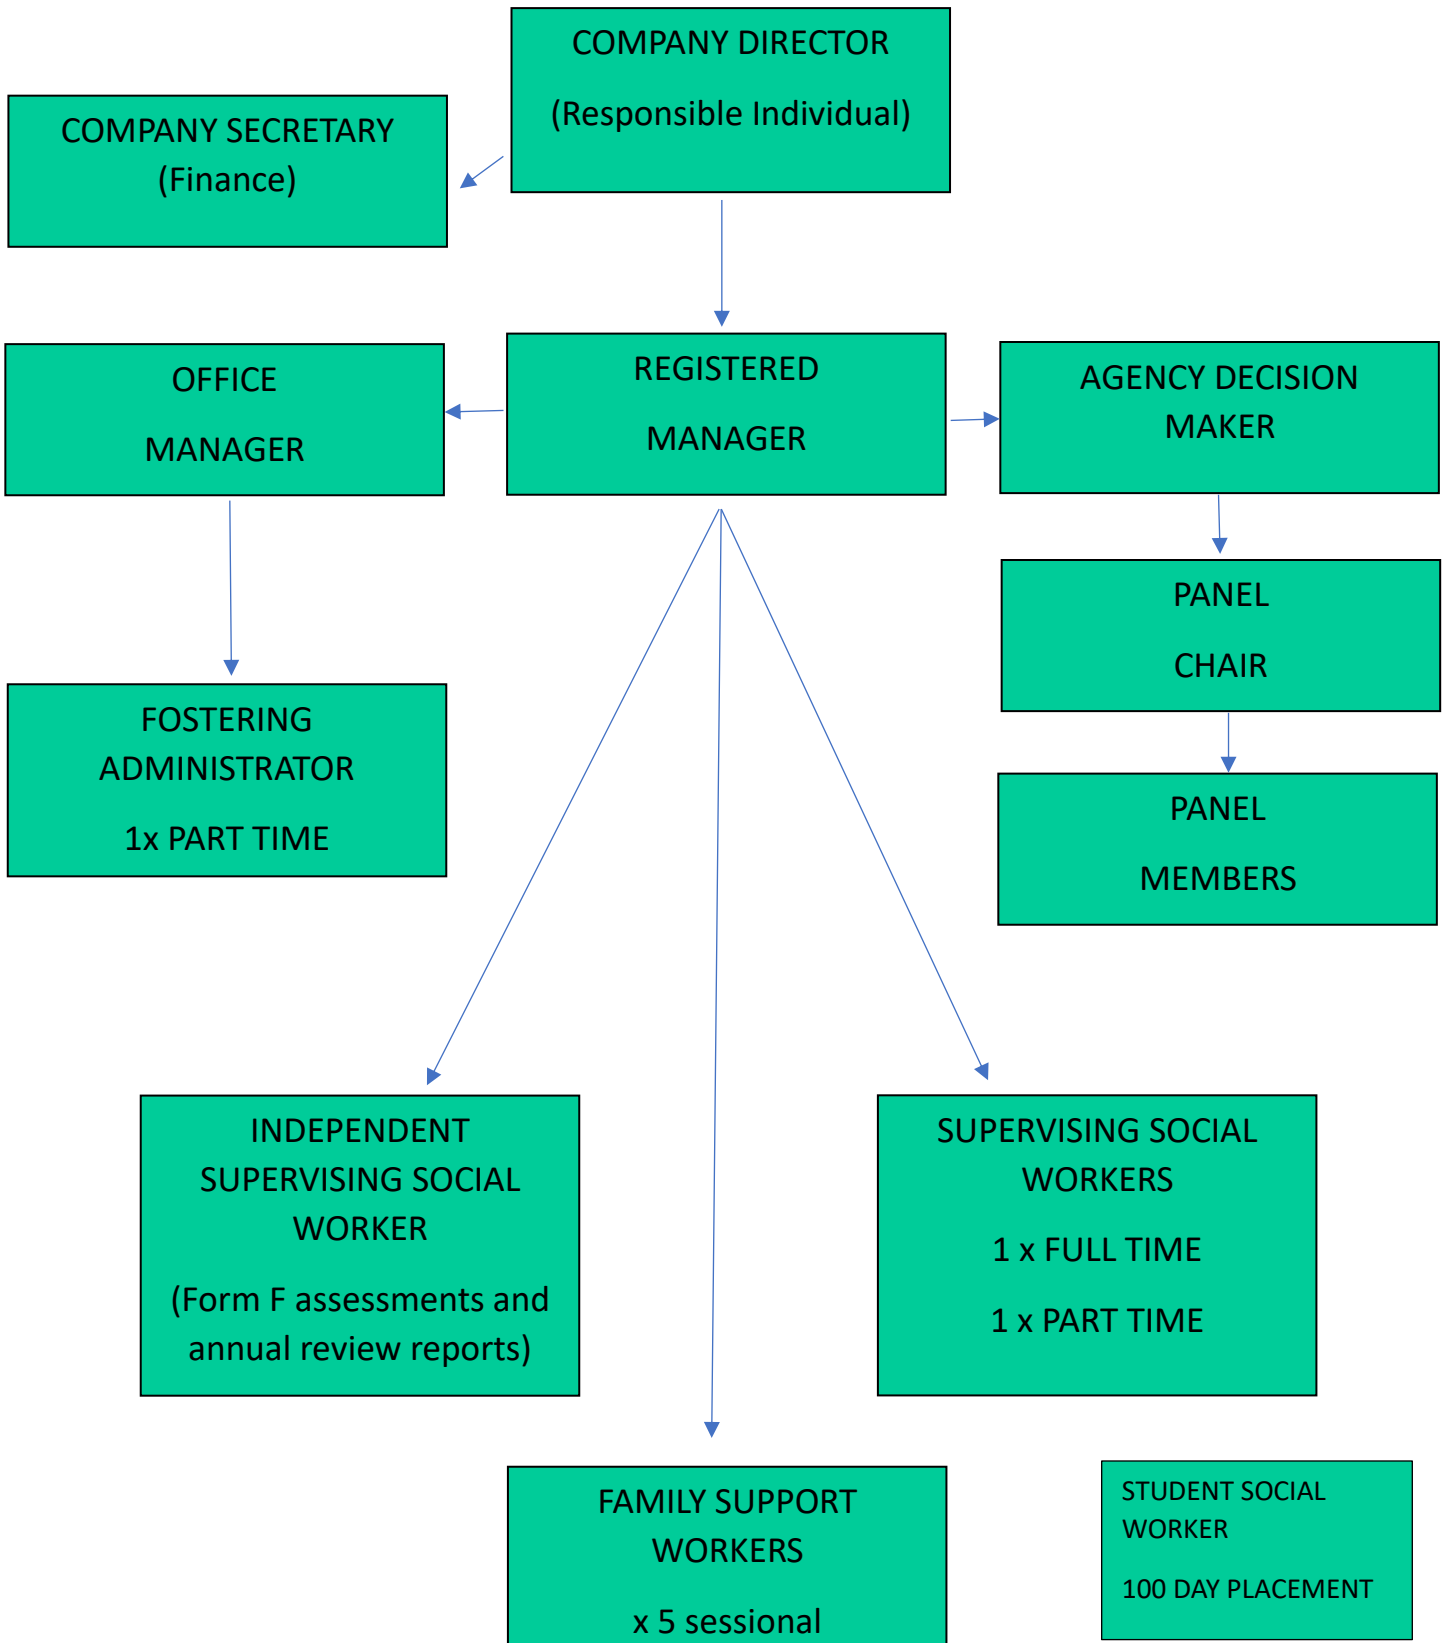 COMPANY DIRECTOR
(Responsible Individual)
COMPANY SECRETARY
(Finance)
OFFICE
MANAGER
REGISTERED
MANAGER
AGENCY DECISION
MAKER
PANEL
CHAIR
FOSTERING
ADMINISTRATOR
1x PART TIME
PANEL
MEMBERS
INDEPENDENT
SUPERVISING SOCIAL
WORKER
(Form F assessments and
annual review reports)
SUPERVISING SOCIAL
WORKERS
1 x FULL TIME
1 x PART TIME
FAMILY SUPPORT
WORKERS
x 5 sessional
STUDENT SOCIAL
WORKER
100 DAY PLACEMENT